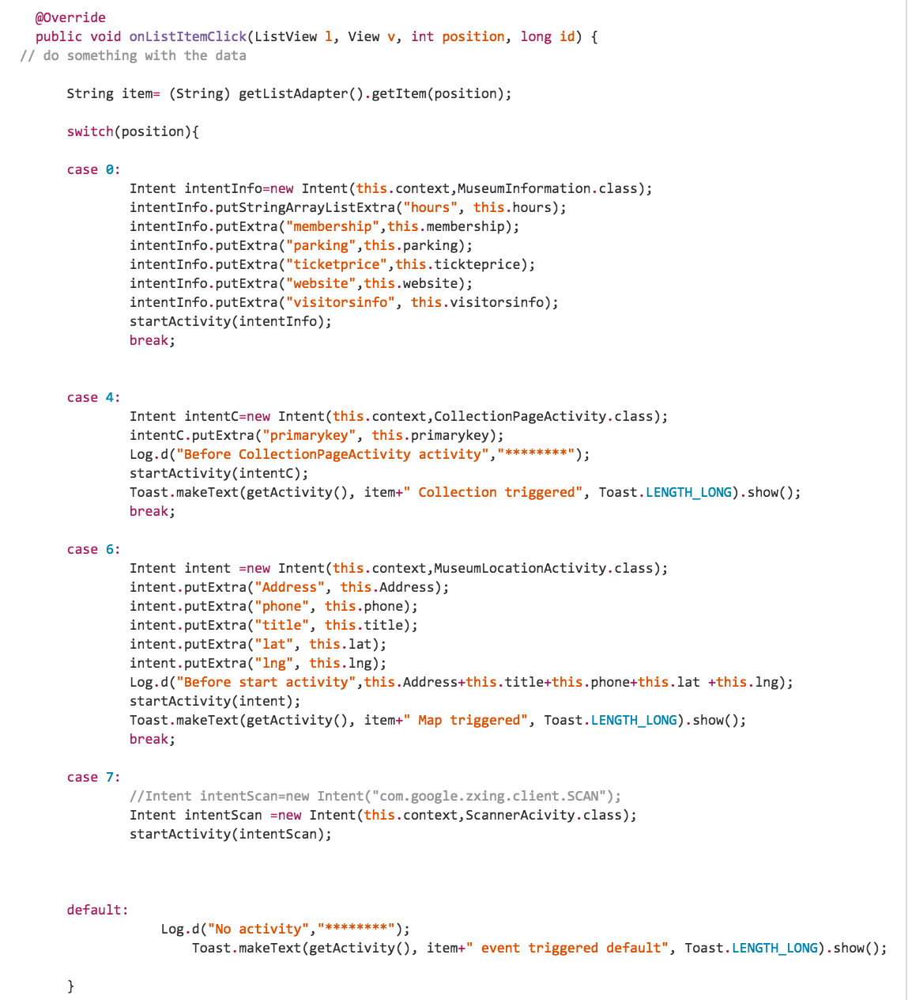 @Override
public void onListItemClick(ListView l, View v, int position, long id) {
// do something with the data
String item= (String) getListAdapter().getItem(position);
switch(position){
case 0:
Intent intentInfo=new Intent(this.context,MuseumInformation.class);
intentInfo.putStringArrayListExtra("hours", this.hours);
intentInfo.putExtra("membership",this.membership);
intentInfo.putExtra("parking",this.parking);
intentInfo.putExtra("ticketprice",this.tickteprice);
intentInfo.putExtra("website",this.website);
intentInfo.putExtra("visitorsinfo", this.visitorsinfo);
startActivity(intentInfo);
break;
case 4:
Intent intentC=new Intent(this.context,CollectionPageActivity.class);
intentC.putExtra("primarykey", this.primarykey);
Log.d("Before CollectionPageActivity activity","********");
startActivity(intentC);
Toast.makeText(getActivity(), item+" Collection triggered", Toast.LENGTH_LONG).show();
break;
case 6:
Intent intent =new Intent(this.context,MuseumLocationActivity.class);
intent.putExtra("Address", this.Address);
intent.putExtra("phone", this.phone);
intent.putExtra("title", this.title);
intent.putExtra("lat", this.lat);
intent.putExtra("lng", this.lng);
Log.d("Before start activity",this.Address+this.title+this.phone+this.lat +this.lng);
startActivity(intent);
Toast.makeText(getActivity(), item+" Map triggered", Toast.LENGTH_LONG).show();
break;
case 7:
//Intent intentScan=new Intent("com.google.zxing.client.SCAN");
Intent intentScan =new Intent(this.context,ScannerAcivity.class);
startActivity(intentScan);
default:
Log.d("No activity","********");
Toast.makeText(getActivity(), item+" event triggered default", Toast.LENGTH_LONG).show();
}